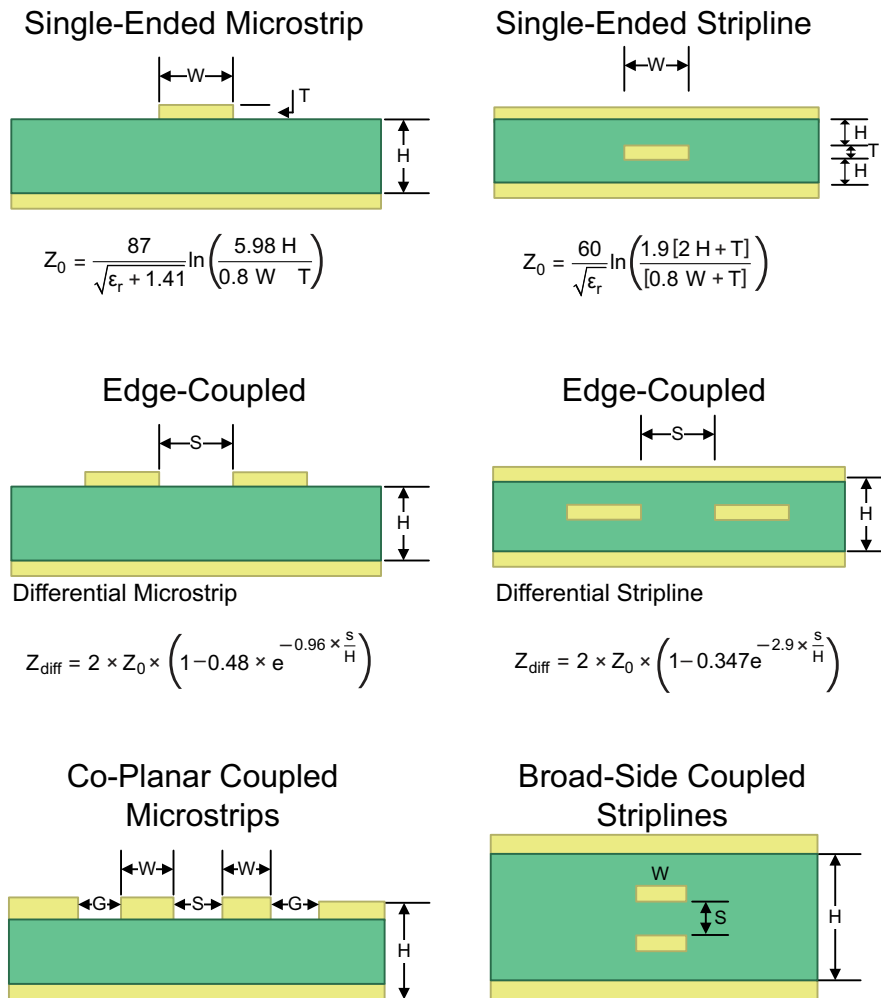 Single-Ended Microstrip
W
T
H
Z0 = 87 / √(εr + 1.41) ln(5.98 H / 0.8 W T)
Single-Ended Stripline
W
H
T
H
Z0 = 60 / √εr ln(1.9 [2 H + T] / [0.8 W + T])
Edge-Coupled
S
H
Differential Microstrip
Zdiff = 2 × Z0 × (1 − 0.48 × e^(−0.96 × s/H))
Edge-Coupled
S
H
Differential Stripline
Zdiff = 2 × Z0 × (1 − 0.347e^(−2.9 × s/H))
Co-Planar Coupled
Microstrips
W W
G S G
H
Broad-Side Coupled
Striplines
W
S
H